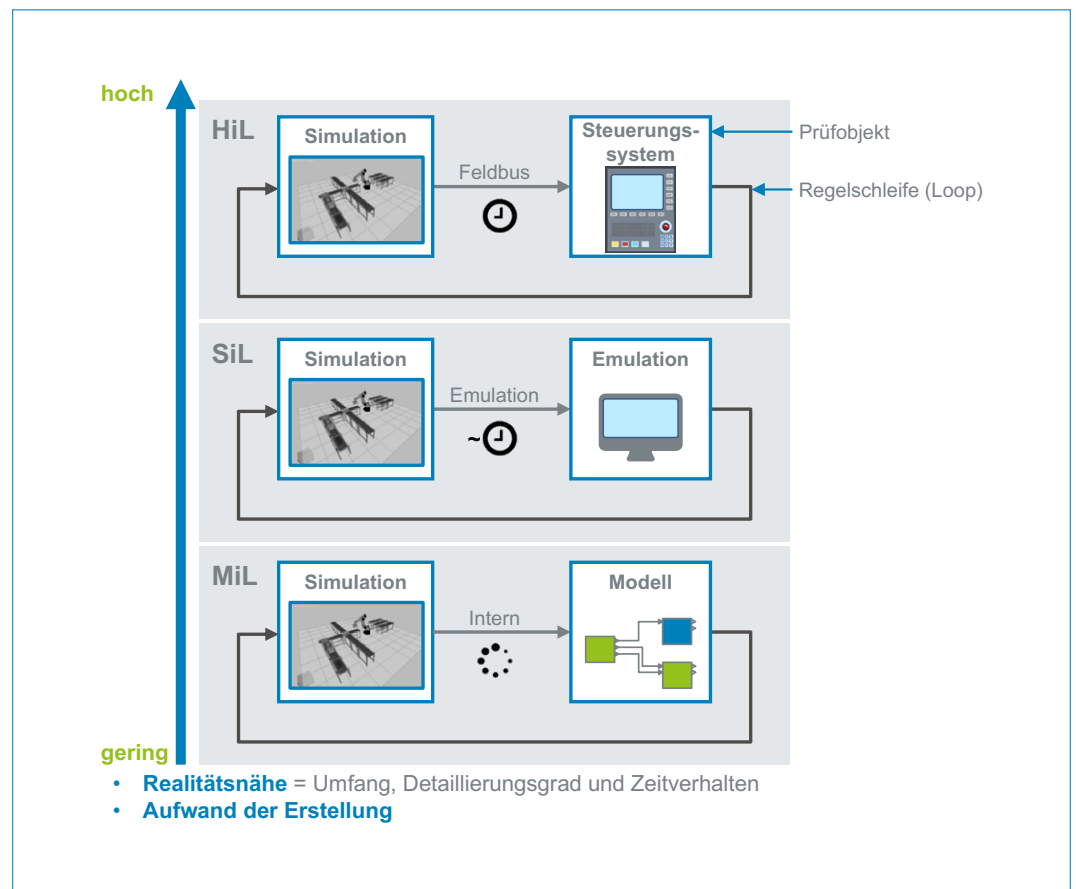 hoch
HiL
Simulation
Feldbus
Steuerungs-
system
Prüfobjekt
Regelschleife (Loop)
SiL
Simulation
Emulation
~
Emulation
MiL
Simulation
Intern
Modell
gering
• Realitätsnähe = Umfang, Detaillierungsgrad und Zeitverhalten
• Aufwand der Erstellung